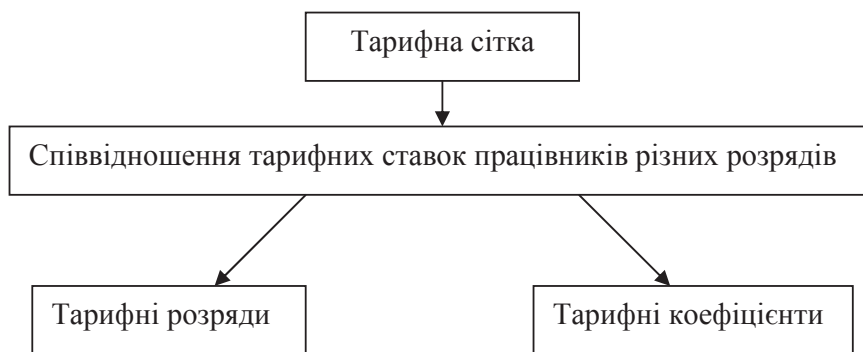 Тарифна сітка
Співвідношення тарифних ставок працівників різних розрядів
Тарифні розряди
Тарифні коефіцієнти